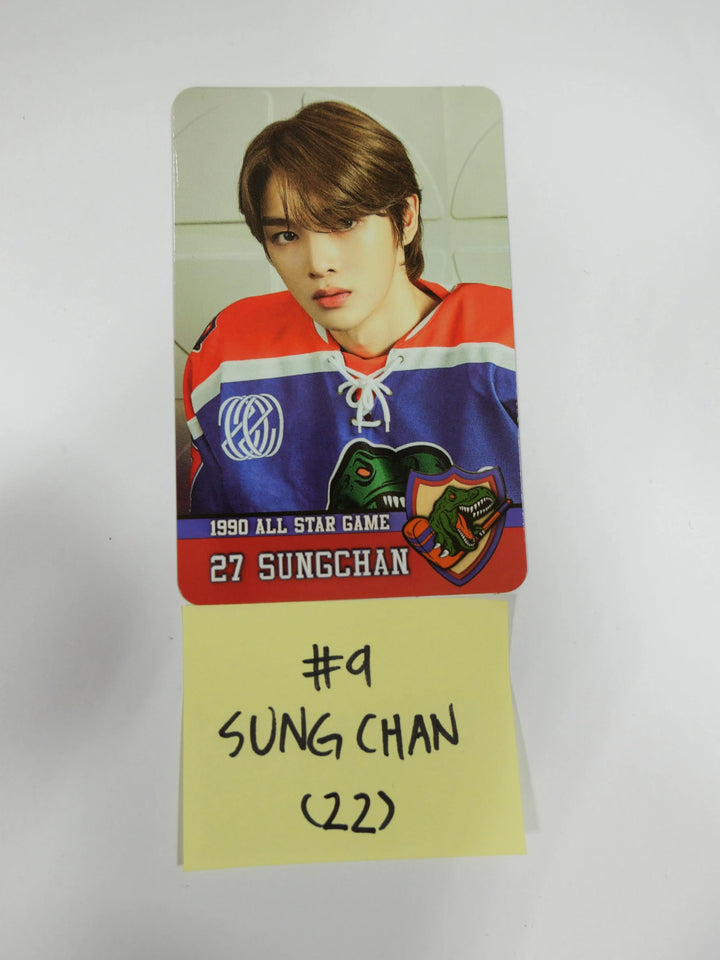 1990 ALL STAR GAME
27 SUNGCHAN
#9
SUNG CHAN
(22)